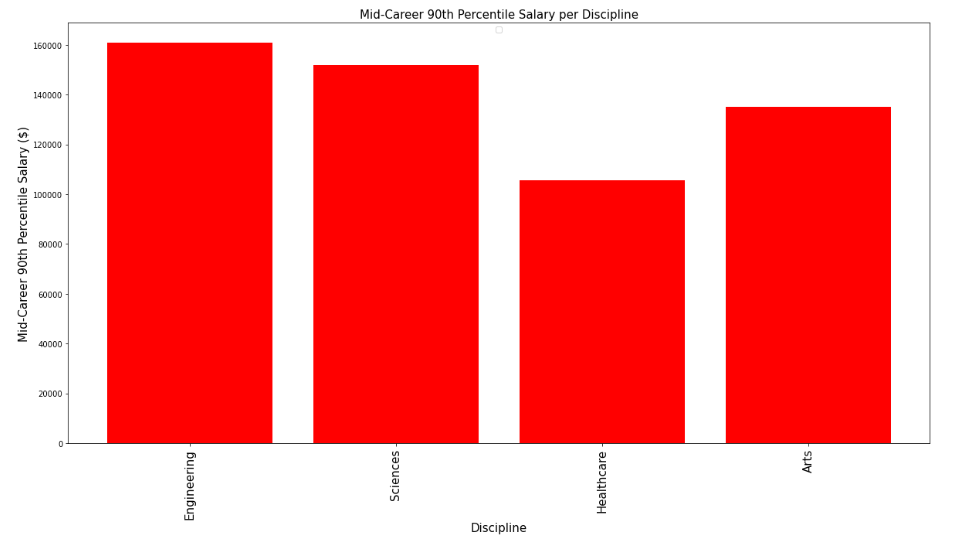 Mid-Career 90th Percentile Salary per Discipline
Mid-Career 90th Percentile Salary ($)
160000
140000
120000
100000
80000
60000
40000
20000
0
Engineering
Sciences
Healthcare
Arts
Discipline